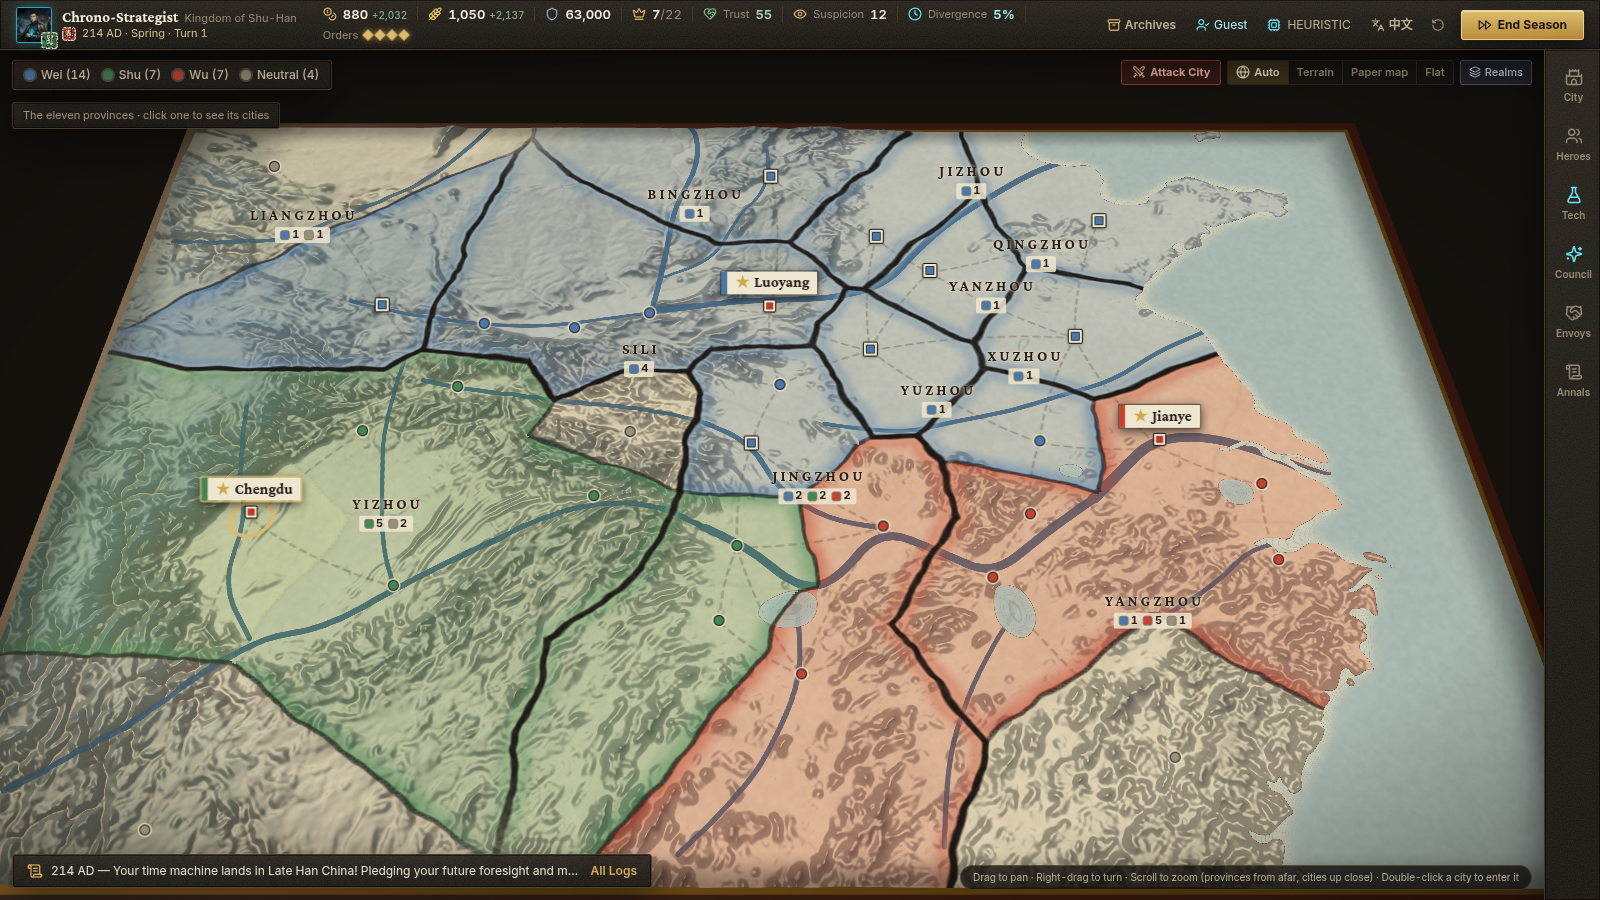 Chrono-Strategist Kingdom of Shu-Han
214 AD · Spring · Turn 1
880 +2,032
1,050 +2,137
63,000
7/22
Trust 55
Suspicion 12
Divergence 5%
Orders
Archives
Guest
HEURISTIC
中文
End Season
Wei (14)
Shu (7)
Wu (7)
Neutral (4)
Attack City
Auto
Terrain
Paper map
Flat
Realms
The eleven provinces · click one to see its cities
City
Heroes
Tech
Council
Envoys
Annals
JIZHOU
1
BINGZHOU
1
LIANGZHOU
1 1
QINGZHOU
1
Luoyang
YANZHOU
1
SILI
4
XUZHOU
1
YUZHOU
1
Jianye
JINGZHOU
2 2 2
Chengdu
YIZHOU
5 2
YANGZHOU
1 5 1
214 AD — Your time machine lands in Late Han China! Pledging your future foresight and m...
All Logs
Drag to pan · Right-drag to turn · Scroll to zoom (provinces from afar, cities up close) · Double-click a city to enter it